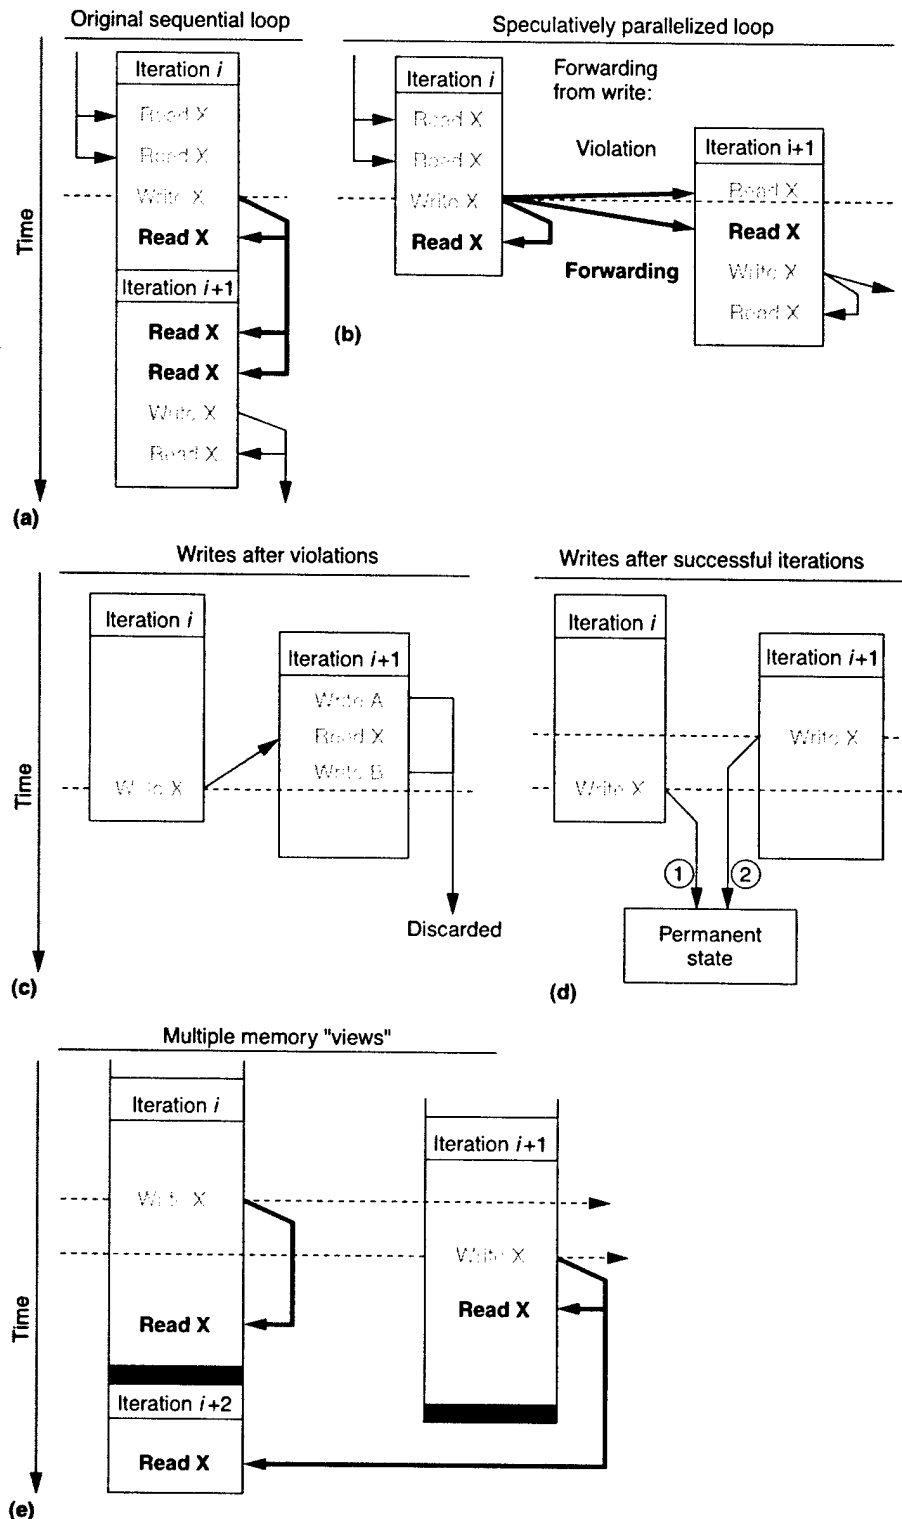 Original sequential loop
Speculatively parallelized loop
Time
Iteration i
Read X
Read X
Write X
Read X
Iteration i+1
Read X
Read X
Write X
Read X
(a)
Iteration i
Read X
Read X
Write X
Read X
Forwarding
from write:
Violation
Forwarding
Iteration i+1
Read X
Read X
Write X
Read X
(b)
Writes after violations
Time
Iteration i
Write X
Iteration i+1
Write A
Read X
Write B
Discarded
(c)
Writes after successful iterations
Iteration i
Write X
Iteration i+1
Write X
1
2
Permanent
state
(d)
Multiple memory "views"
Time
Iteration i
Write X
Read X
Iteration i+2
Read X
Iteration i+1
Write X
Read X
(e)